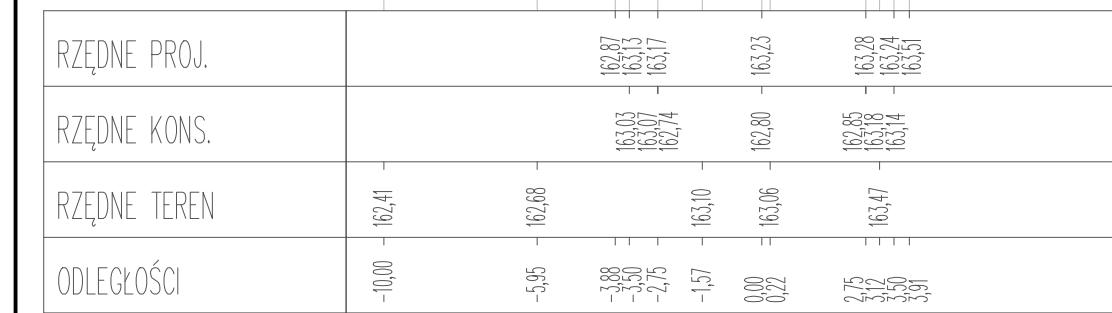 RZĘDNE PROJ. 162,87 163,13 163,17 163,23 163,28 163,24 163,51
RZĘDNE KONS. 163,03 163,07 162,74 162,80 162,85 163,18 163,14
RZĘDNE TEREN 162,41 162,68 163,10 163,06 163,47
ODLEGŁOŚCI -10,00 -5,95 -3,88 -3,50 -2,75 -1,57 0,00 0,22 2,75 3,12 3,50 3,91